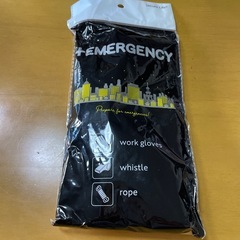 +EMERGENCY
Prepare for emergencies!
work gloves
whistle
rope